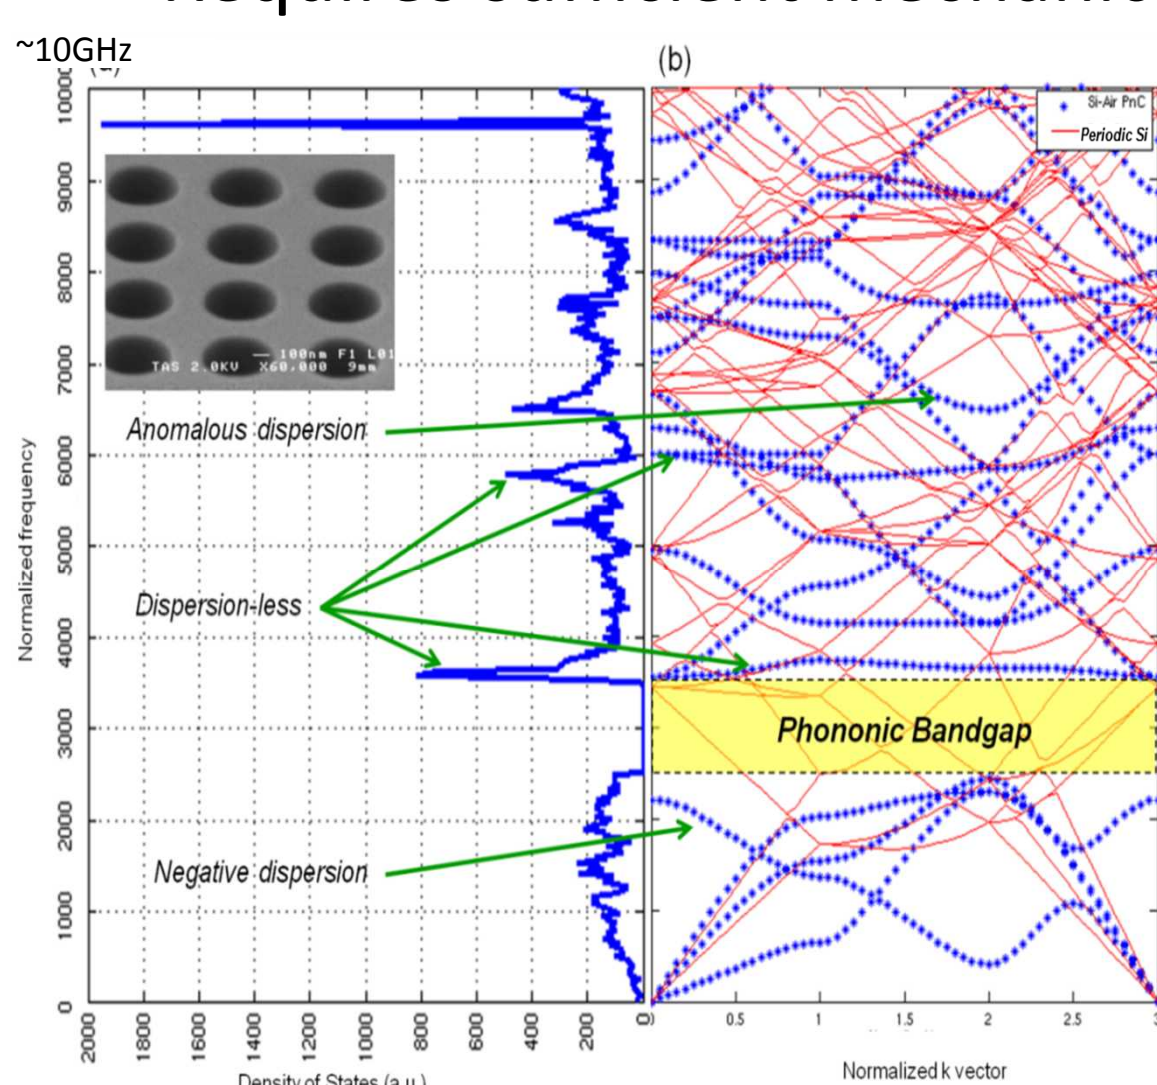 ~10GHz
(b)
Si-Air PnC
Periodic Si
10000
9000
8000
7000
6000
5000
4000
3000
2000
1000
0
Normalized frequency
100nm F1 L01
TAS 2.0KV X60,000 9mm
Anomalous dispersion
Dispersion-less
Negative dispersion
Phononic Bandgap
2000 1800 1600 1400 1200 1000 800 600 400 200 0
0.5 1 1.5 2 2.5 3
Density of States (a.u.)
Normalized k vector